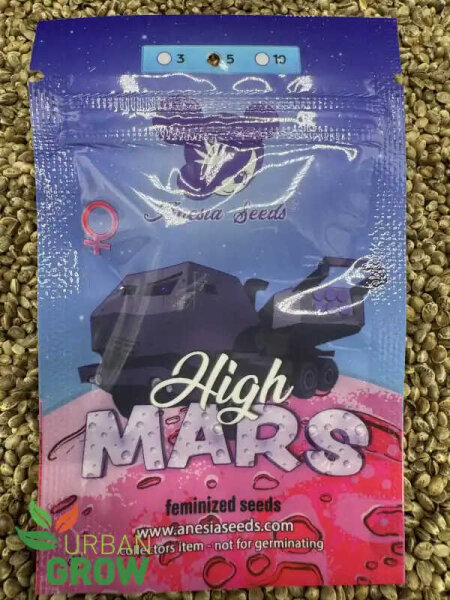 3 5 10
Anesia Seeds
High
MARS
feminized seeds
www.anesiaseeds.com
collectors item - not for germinating
URBAN
GROW